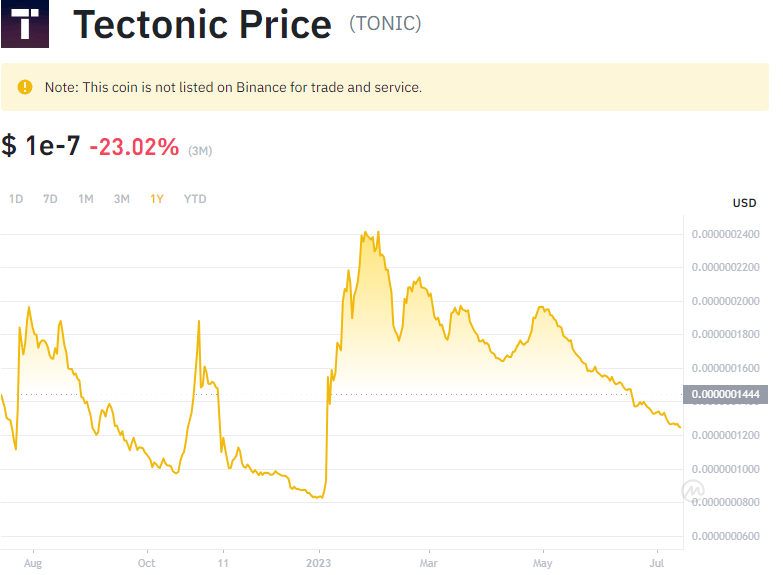 Tectonic Price (TONIC)
Note: This coin is not listed on Binance for trade and service.
$ 1e-7 -23.02% (3M)
1D 7D 1M 3M 1Y YTD
USD
0.0000002400
0.0000002200
0.0000002000
0.0000001800
0.0000001600
0.0000001444
0.0000001200
0.0000001000
0.0000000800
0.0000000600
Aug Oct 11 2023 Mar May Jul